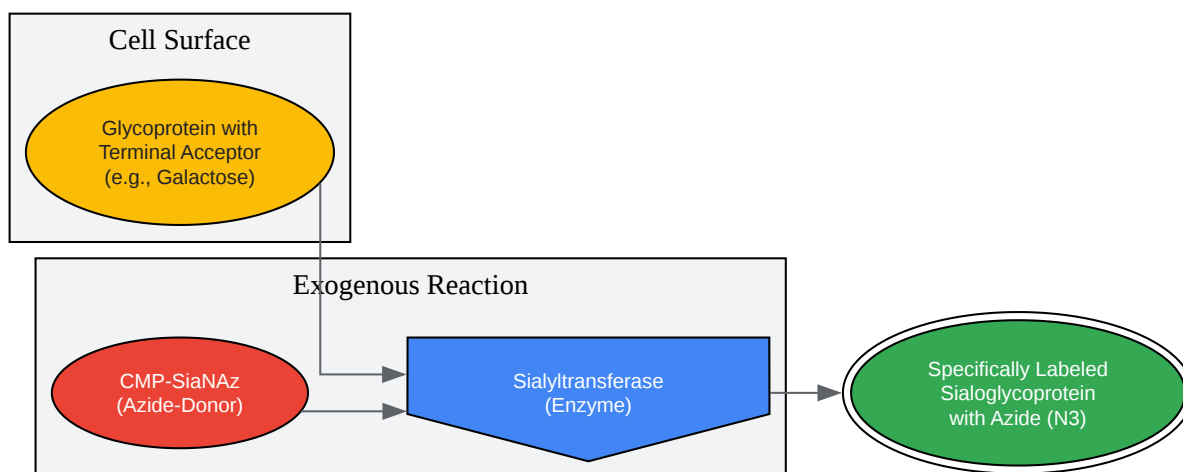 Cell Surface
Glycoprotein with
Terminal Acceptor
(e.g., Galactose)
Exogenous Reaction
CMP-SiaNAz
(Azide-Donor)
Sialyltransferase
(Enzyme)
Specifically Labeled
Sialoglycoprotein
with Azide (N3)